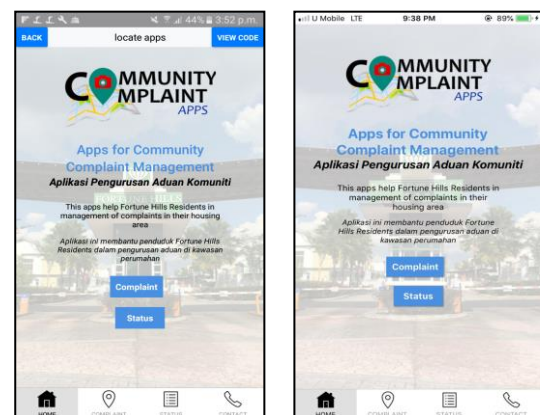 44% 3:52 p.m.
BACK
locate apps
VIEW CODE
COMMUNITY
COMPLAINT
APPS
Apps for Community
Complaint Management
Aplikasi Pengurusan Aduan Komuniti
This apps help Fortune Hills Residents in
management of complaints in their housing
area
Aplikasi ini membantu penduduk Fortune Hills
Residents dalam pengurusan aduan di kawasan
perumahan
Complaint
Status
HOME
COMPLAINT
STATUS
CONTACT
U Mobile LTE
9:38 PM
89%
COMMUNITY
COMPLAINT
APPS
Apps for Community
Complaint Management
Aplikasi Pengurusan Aduan Komuniti
This apps help Fortune Hills Residents in
management of complaints in their
housing area
Aplikasi ini membantu penduduk Fortune
Hills Residents dalam pengurusan aduan di
kawasan perumahan
Complaint
Status
HOME
COMPLAINT
STATUS
CONTACT